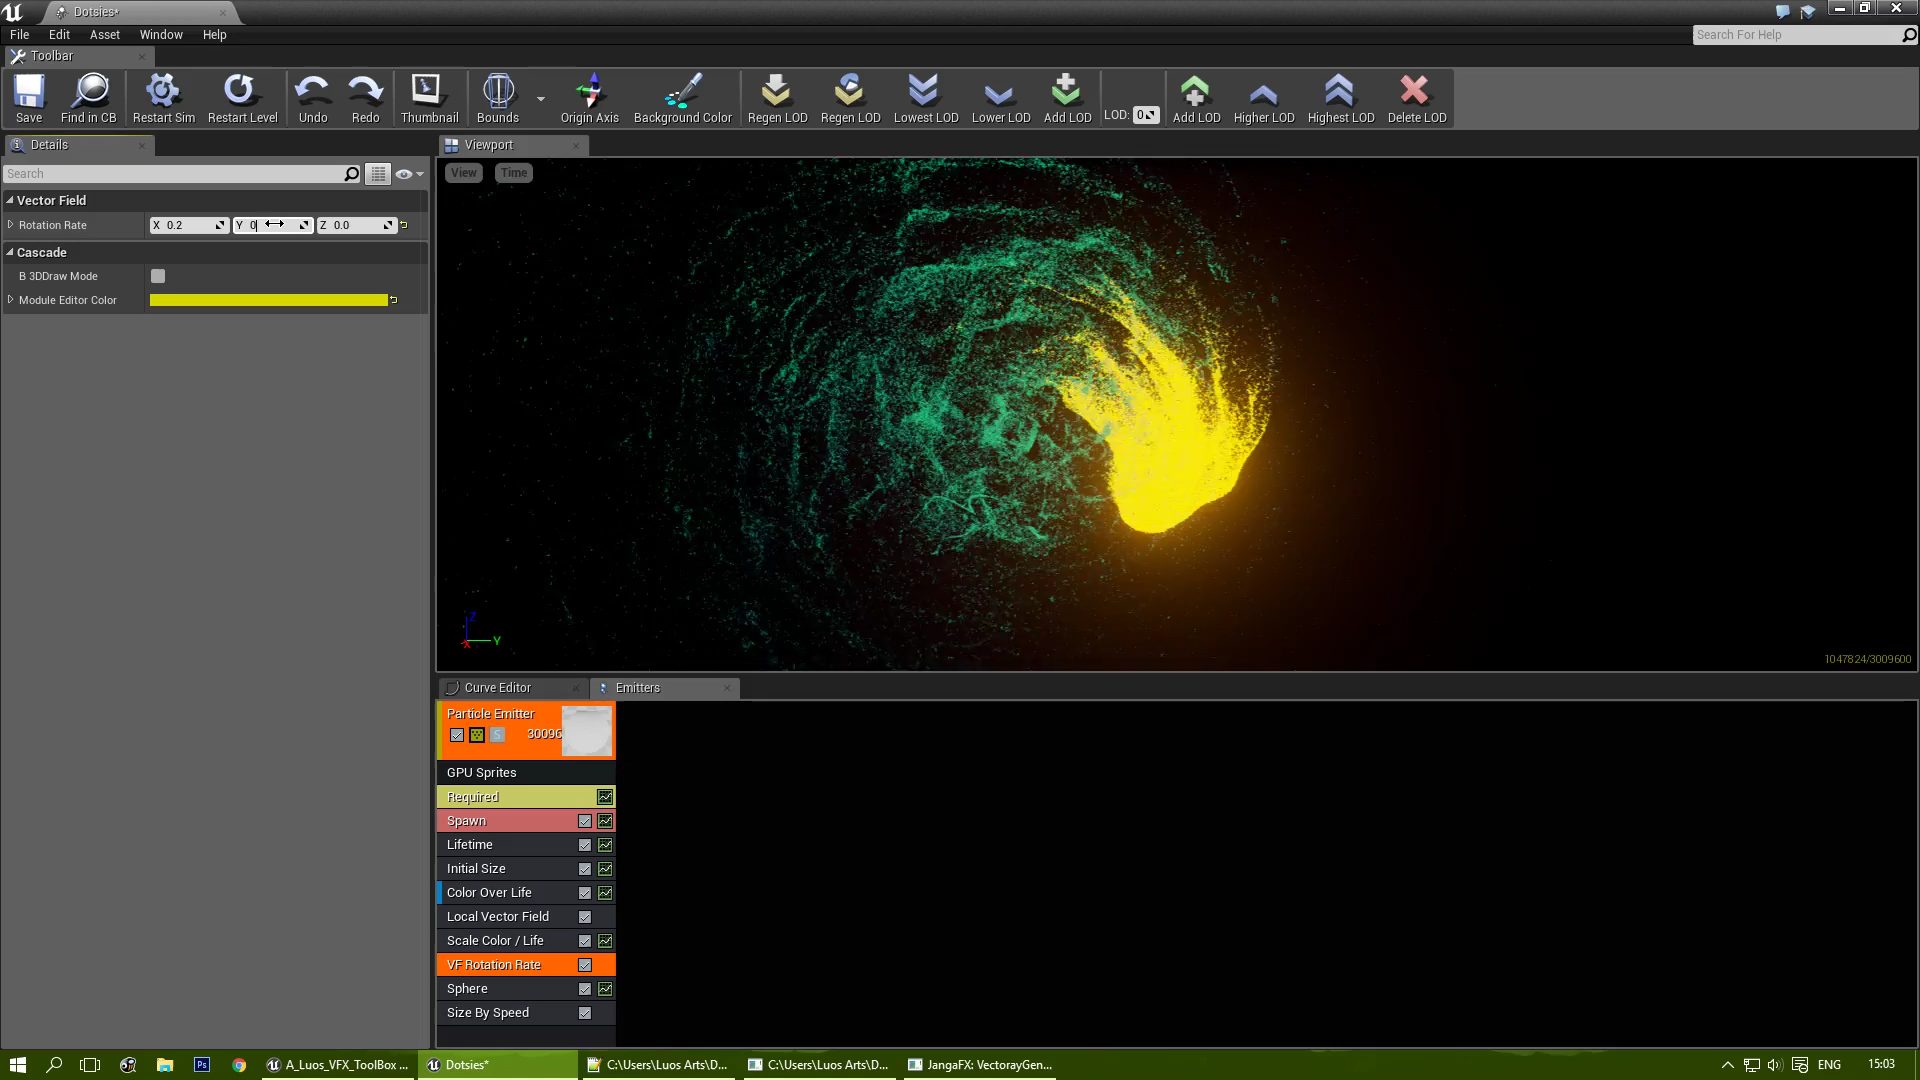 Dotsies*
File Edit Asset Window Help
Search For Help
Toolbar
Save Find in CB Restart Sim Restart Level Undo Redo Thumbnail Bounds Origin Axis Background Color Regen LOD Regen LOD Lowest LOD Lower LOD Add LOD LOD: 0 Add LOD Higher LOD Highest LOD Delete LOD
Details
Viewport
Search
View Time
Vector Field
Rotation Rate X 0.2 Y 0 Z 0.0
Cascade
B 3DDraw Mode
Module Editor Color
Z
Y
X
1047824/3009600
Curve Editor Emitters
Particle Emitter
S 30096
GPU Sprites
Required
Spawn
Lifetime
Initial Size
Color Over Life
Local Vector Field
Scale Color / Life
VF Rotation Rate
Sphere
Size By Speed
Ps A_Luos_VFX_ToolBox ... Dotsies* C:\Users\Luos Arts\D... C:\Users\Luos Arts\D... JangaFX: VectorayGen... ENG 15:03